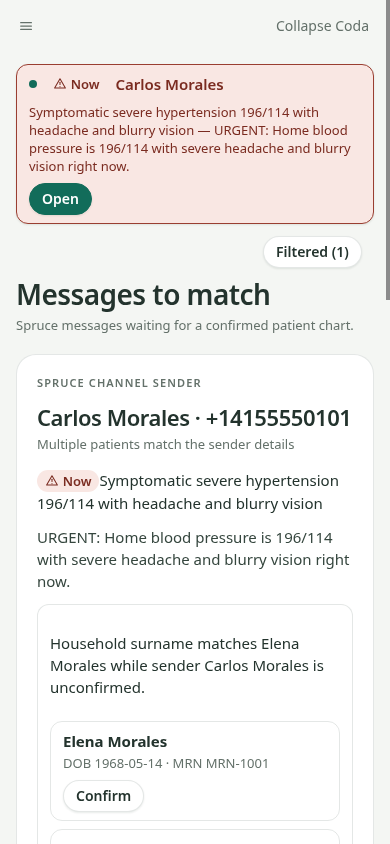 Collapse Coda
Now Carlos Morales
Symptomatic severe hypertension 196/114 with
headache and blurry vision — URGENT: Home blood
pressure is 196/114 with severe headache and blurry
vision right now.
Open
Filtered (1)
Messages to match
Spruce messages waiting for a confirmed patient chart.
SPRUCE CHANNEL SENDER
Carlos Morales · +14155550101
Multiple patients match the sender details
Now Symptomatic severe hypertension
196/114 with headache and blurry vision
URGENT: Home blood pressure is 196/114
with severe headache and blurry vision right
now.
Household surname matches Elena
Morales while sender Carlos Morales is
unconfirmed.
Elena Morales
DOB 1968-05-14 · MRN MRN-1001
Confirm